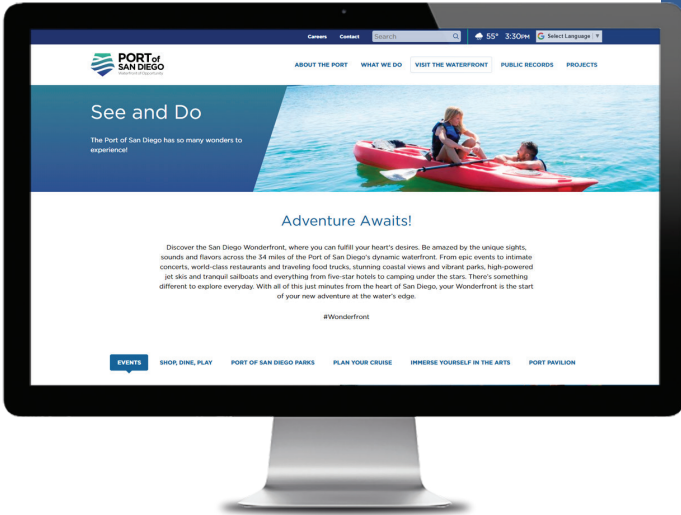 Careers Contact Search 55° 3:30PM G Select Language ▼
PORT of
SAN DIEGO
Waterfront of Opportunity
ABOUT THE PORT WHAT WE DO VISIT THE WATERFRONT PUBLIC RECORDS PROJECTS
See and Do
The Port of San Diego has so many wonders to
experience!
Adventure Awaits!
Discover the San Diego Wonderfront, where you can fulfill your heart's desires. Be amazed by the unique sights,
sounds and flavors across the 34 miles of the Port of San Diego's dynamic waterfront. From epic events to intimate
concerts, world-class restaurants and traveling food trucks, stunning coastal views and vibrant parks, high-powered
jet skis and tranquil sailboats and everything from five-star hotels to camping under the stars. There's something
different to explore everyday. With all of this just minutes from the heart of San Diego, your Wonderfront is the start
of your new adventure at the water's edge.
#Wonderfront
EVENTS SHOP, DINE, PLAY PORT OF SAN DIEGO PARKS PLAN YOUR CRUISE IMMERSE YOURSELF IN THE ARTS PORT PAVILION